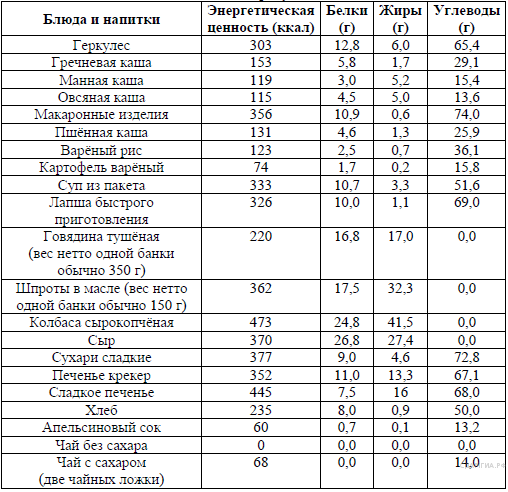 Блюда и напитки Энергетическая ценность (ккал) Белки (г) Жиры (г) Углеводы (г)
Геркулес 303 12,8 6,0 65,4
Гречневая каша 153 5,8 1,7 29,1
Манная каша 119 3,0 5,2 15,4
Овсяная каша 115 4,5 5,0 13,6
Макаронные изделия 356 10,9 0,6 74,0
Пшённая каша 131 4,6 1,3 25,9
Варёный рис 123 2,5 0,7 36,1
Картофель варёный 74 1,7 0,2 15,8
Суп из пакета 333 10,7 3,3 51,6
Лапша быстрого приготовления 326 10,0 1,1 69,0
Говядина тушёная (вес нетто одной банки обычно 350 г) 220 16,8 17,0 0,0
Шпроты в масле (вес нетто одной банки обычно 150 г) 362 17,5 32,3 0,0
Колбаса сырокопчёная 473 24,8 41,5 0,0
Сыр 370 26,8 27,4 0,0
Сухари сладкие 377 9,0 4,6 72,8
Печенье крекер 352 11,0 13,3 67,1
Сладкое печенье 445 7,5 16 68,0
Хлеб 235 8,0 0,9 50,0
Апельсиновый сок 60 0,7 0,1 13,2
Чай без сахара 0 0,0 0,0 0,0
Чай с сахаром (две чайных ложки) 68 0,0 0,0 14,0